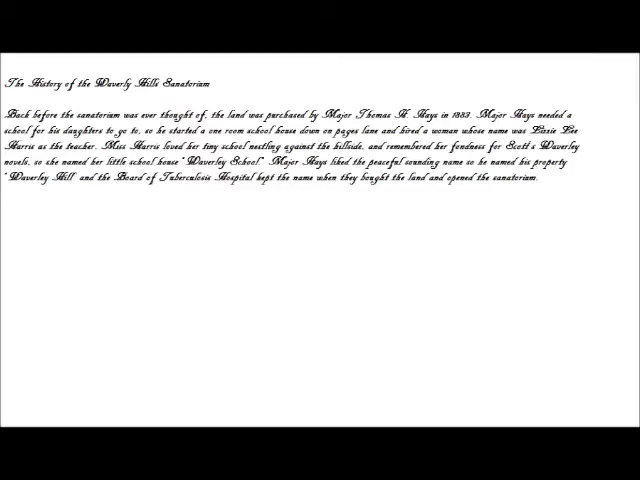 The History of the Waverly Hills Sanatorium
Back before the sanatorium was ever thought of, the land was purchased by Major Thomas H. Hays in 1883. Major Hays needed a
school for his daughters to go to, so he started a one room school house down on pages lane and hired a woman whose name was Lizie Lee
Harris as the teacher. Miss Harris loved her tiny school nestling against the hillside, and remembered her fondness for Scott's Waverley
novels, so she named her little school house "Waverley School." Major Hays liked the peaceful sounding name so he named his property
"Waverley Hill" and the Board of Tuberculosis Hospital kept the name when they bought the land and opened the sanatorium.